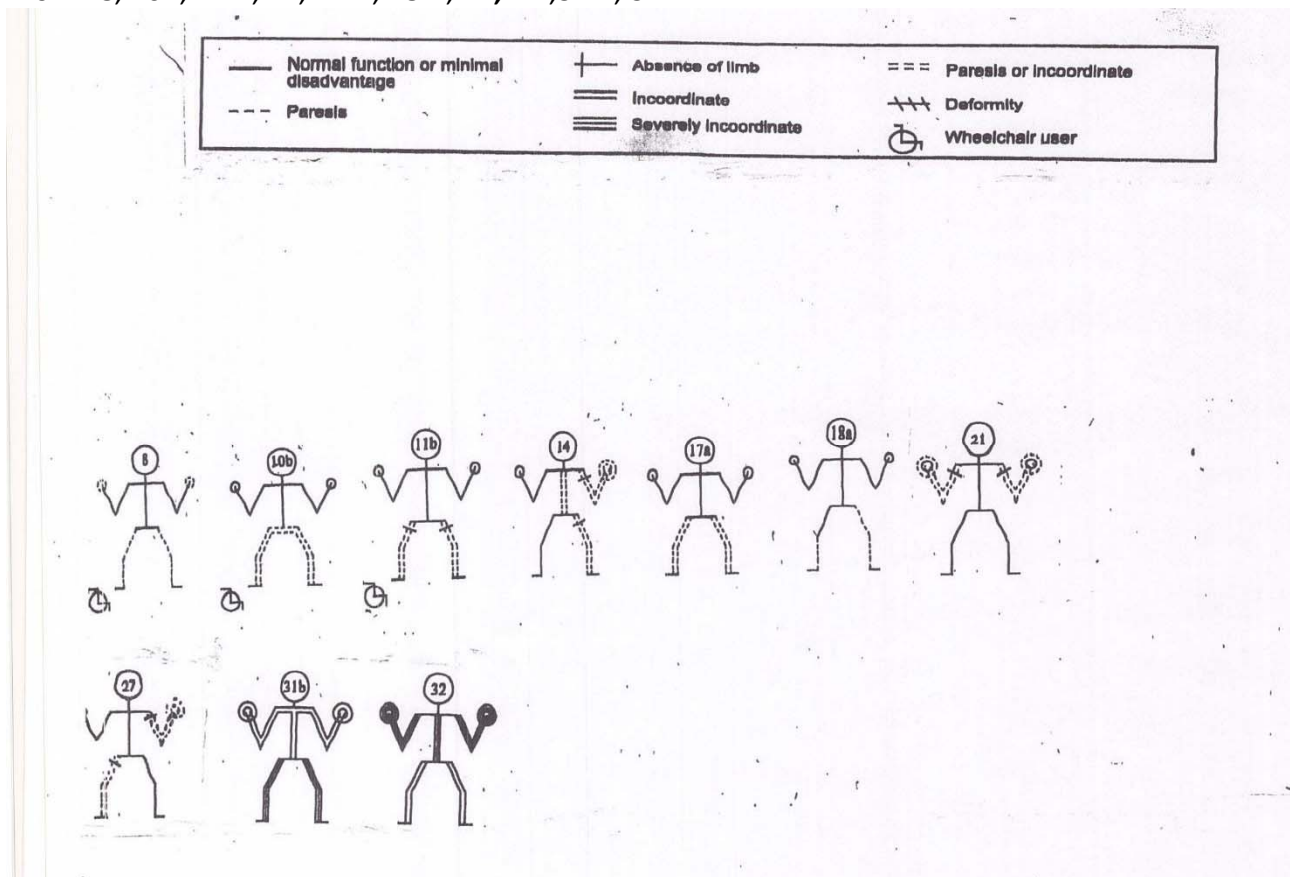 Normal function or minimal
disadvantage
Paresis
Absence of limb
Incoordinate
Severely incoordinate
Paresis or incoordinate
Deformity
Wheelchair user
8 10b 11b 14 17a 18a 21
27 31b 32